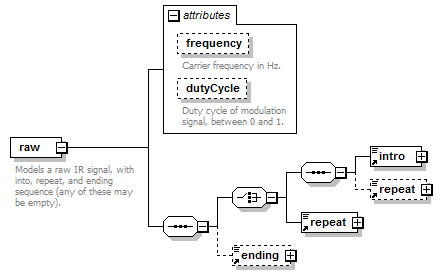 attributes
frequency
Carrier frequency in Hz.
dutyCycle
Duty cycle of modulation
signal, between 0 and 1.
raw
Models a raw IR signal, with
into, repeat, and ending
sequence (any of these may
be empty).
intro
repeat
repeat
ending